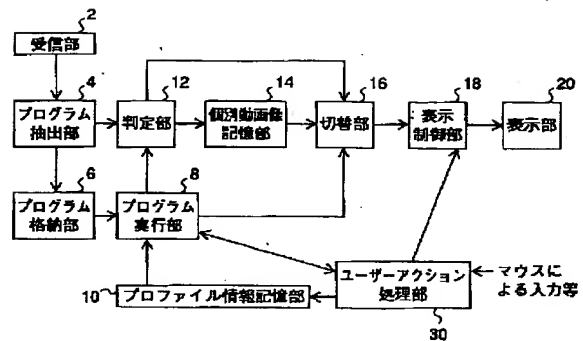 2
受信部
4
12
14
16
18
20
プログラム
抽出部
判定部
個別動画像
記憶部
切替部
表示
制御部
表示部
6
8
プログラム
格納部
プログラム
実行部
10
プロファイル情報記憶部
ユーザーアクション
処理部
マウスに
よる入力等
30